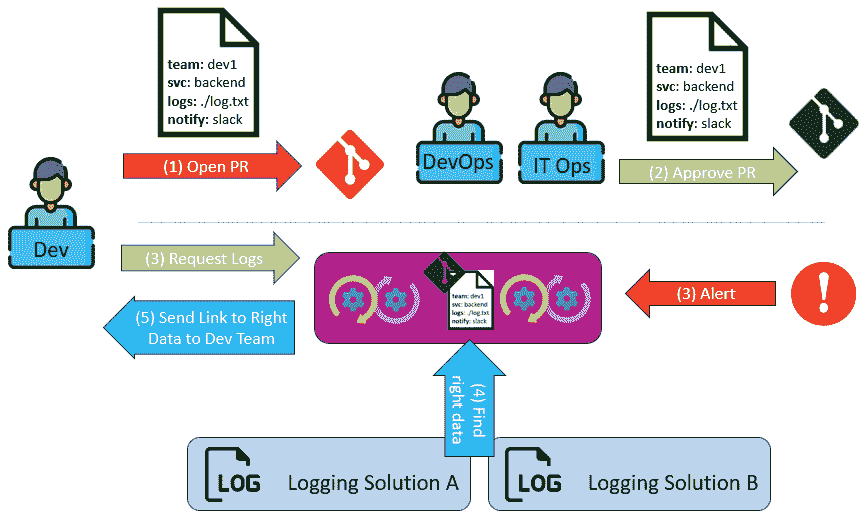 team: dev1
svc: backend
logs: ./log.txt
notify: slack
team: dev1
svc: backend
logs: ./log.txt
notify: slack
(1) Open PR
DevOps
IT Ops
(2) Approve PR
Dev
(3) Request Logs
team: dev1
svc: backend
logs: ./log.txt
notify: slack
(3) Alert
!
(5) Send Link to Right
Data to Dev Team
(4) Find
right data
LOG
Logging Solution A
LOG
Logging Solution B